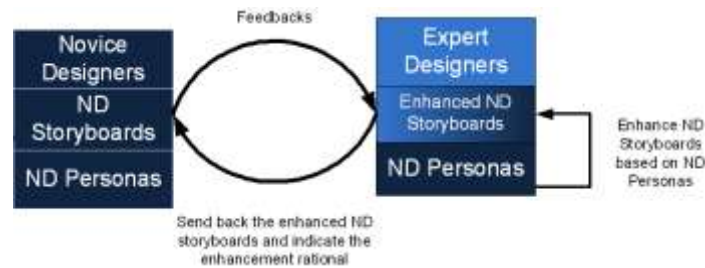 Feedbacks
Novice
Designers
ND
Storyboards
ND Personas
Expert
Designers
Enhanced ND
Storyboards
ND Personas
Enhance ND
Storyboards
based on ND
Personas
Send back the enhanced ND
storyboards and indicate the
enhancement rational